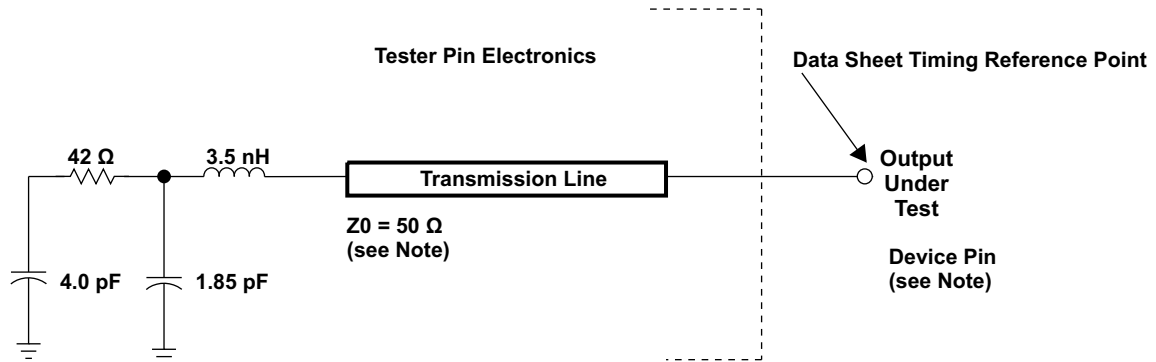 Tester Pin Electronics
Data Sheet Timing Reference Point
42 Ω
3.5 nH
Transmission Line
Output
Under
Test
Z0 = 50 Ω
(see Note)
Device Pin
(see Note)
4.0 pF
1.85 pF